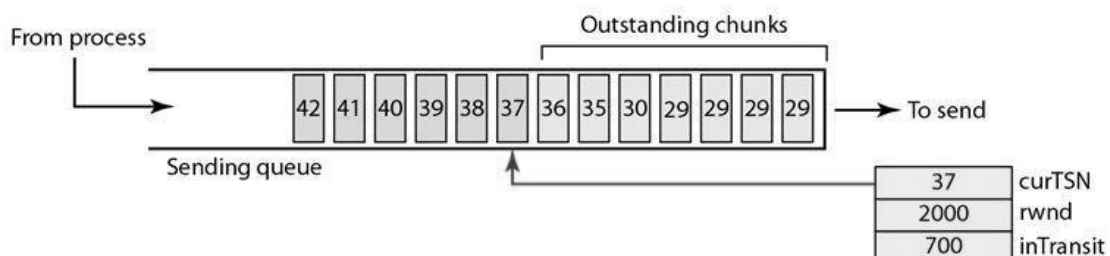 Outstanding chunks
From process
42 41 40 39 38 37 36 35 30 29 29 29 29
To send
Sending queue
37 curTSN
2000 rwnd
700 inTransit